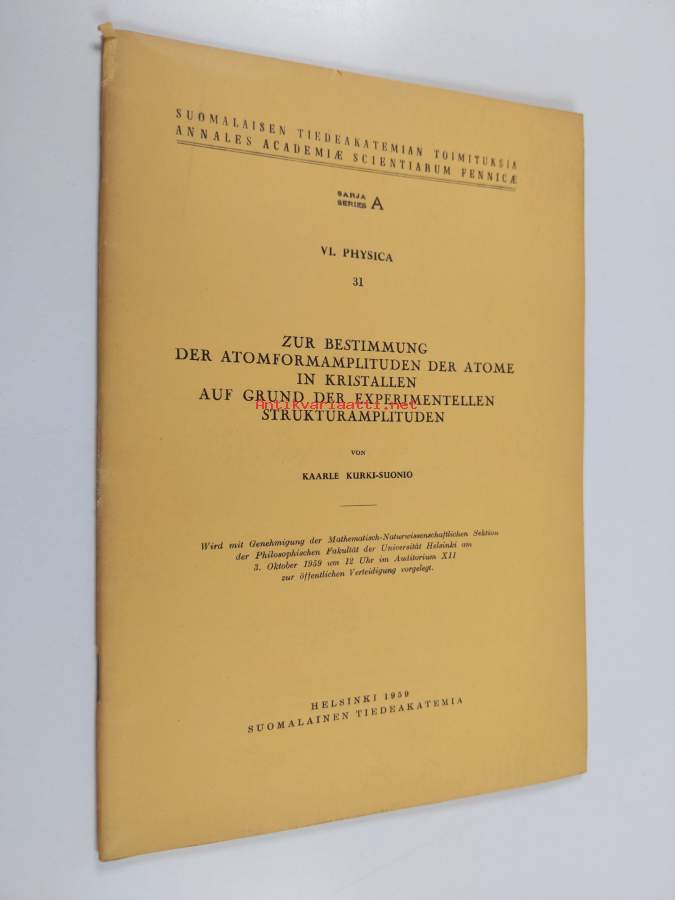 SUOMALAISEN TIEDEAKATEMIAN TOIMITUKSIA
ANNALES ACADEMIÆ SCIENTIARUM FENNICÆ
SARJA
SERIES A
VI. PHYSICA
31
ZUR BESTIMMUNG
DER ATOMFORMAMPLITUDEN DER ATOME
IN KRISTALLEN
AUF GRUND DER EXPERIMENTELLEN
Antikvariaatti.net
STRUKTURAMPLITUDEN
VON
KAARLE KURKI-SUONIO
Wird mit Genehmigung der Mathematisch-Naturwissenschaftlichen Sektion
der Philosophischen Fakultät der Universität Helsinki am
3. Oktober 1959 um 12 Uhr im Auditorium XII
zur öffentlichen Verteidigung vorgelegt.
HELSINKI 1959
SUOMALAINEN TIEDEAKATEMIA